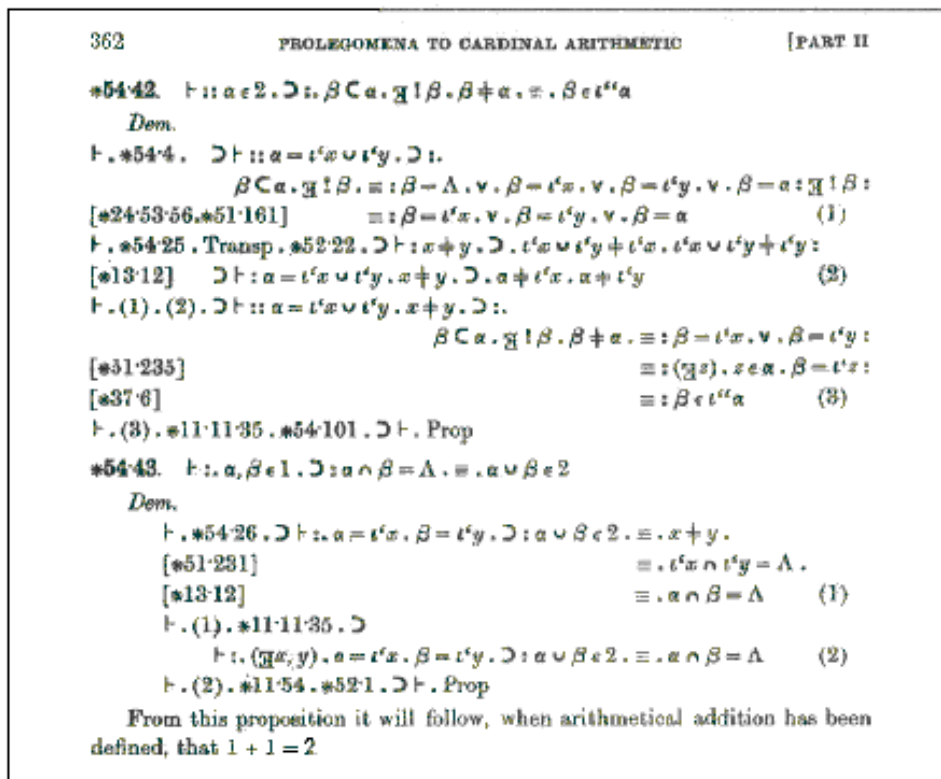 362 PROLEGOMENA TO CARDINAL ARITHMETIC [PART II
*54·42. ⊢ :: α ϵ 2 . ⊃ :. β ⊂ α . ∃ ! β . β ≠ α . ≡ . β ϵ ι‘‘α
Dem.
⊢ . *54·4 . ⊃ ⊢ :: α = ι‘x ∪ ι‘y . ⊃ :.
β ⊂ α . ∃ ! β . ≡ : β = Λ . ∨ . β = ι‘x . ∨ . β = ι‘y . ∨ . β = α : ∃ ! β :
[*24·53·56.*51·161] ≡ : β = ι‘x . ∨ . β = ι‘y . ∨ . β = α (1)
⊢ . *54·25 . Transp . *52·22 . ⊃ ⊢ : x ≠ y . ⊃ . ι‘x ∪ ι‘y ≠ ι‘x . ι‘x ∪ ι‘y ≠ ι‘y :
[*13·12] ⊃ ⊢ : α = ι‘x ∪ ι‘y . x ≠ y . ⊃ . α ≠ ι‘x . α ≠ ι‘y (2)
⊢ . (1) . (2) . ⊃ ⊢ :: α = ι‘x ∪ ι‘y . x ≠ y . ⊃ :.
β ⊂ α . ∃ ! β . β ≠ α . ≡ : β = ι‘x . ∨ . β = ι‘y :
[*51·235] ≡ : (∃z) . z ϵ α . β = ι‘z :
[*37·6] ≡ : β ϵ ι‘‘α (3)
⊢ . (3) . *11·11·35 . *54·101 . ⊃ ⊢ . Prop
*54·43. ⊢ :. α, β ϵ 1 . ⊃ : α ∩ β = Λ . ≡ . α ∪ β ϵ 2
Dem.
⊢ . *54·26 . ⊃ ⊢ :. α = ι‘x . β = ι‘y . ⊃ : α ∪ β ϵ 2 . ≡ . x ≠ y .
[*51·231] ≡ . ι‘x ∩ ι‘y = Λ .
[*13·12] ≡ . α ∩ β = Λ (1)
⊢ . (1) . *11·11·35 . ⊃
⊢ :. (∃x, y) . α = ι‘x . β = ι‘y . ⊃ : α ∪ β ϵ 2 . ≡ . α ∩ β = Λ (2)
⊢ . (2) . *11·54 . *52·1 . ⊃ ⊢ . Prop
From this proposition it will follow, when arithmetical addition has been
defined, that 1 + 1 = 2